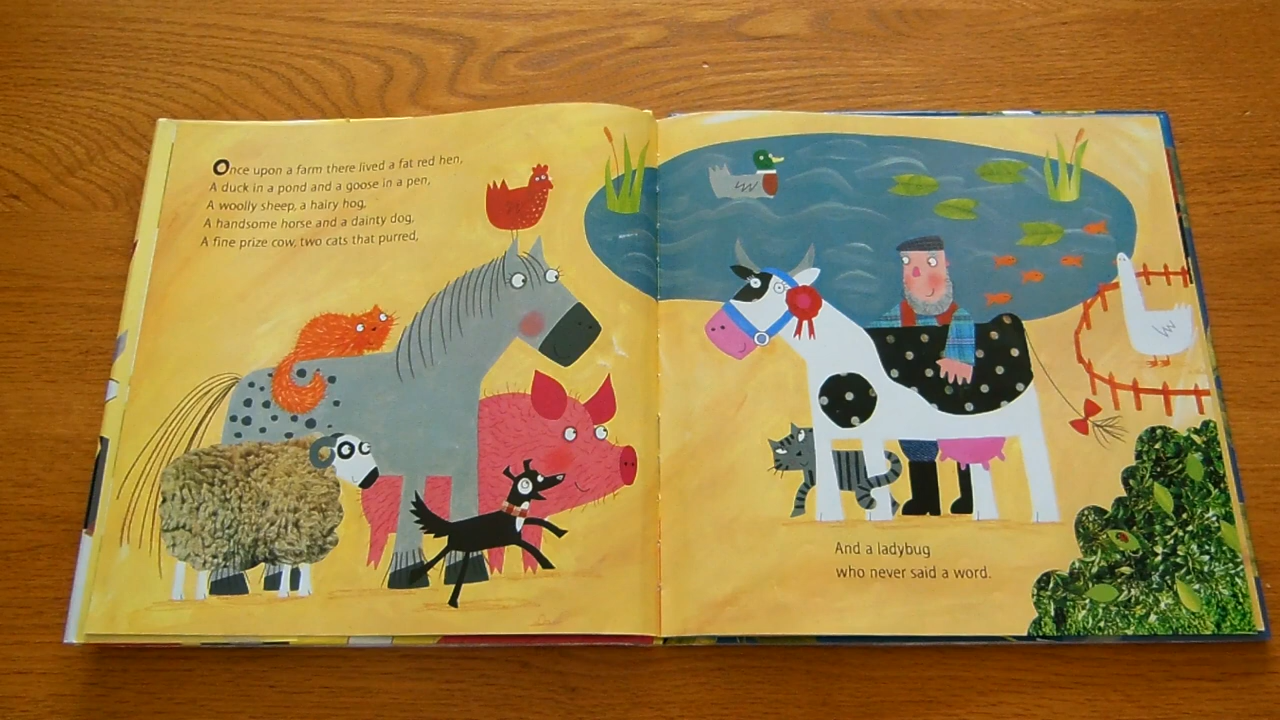 Once upon a farm there lived a fat red hen,
A duck in a pond and a goose in a pen,
A woolly sheep, a hairy hog,
A handsome horse and a dainty dog,
A fine prize cow, two cats that purred,
And a ladybug
who never said a word.